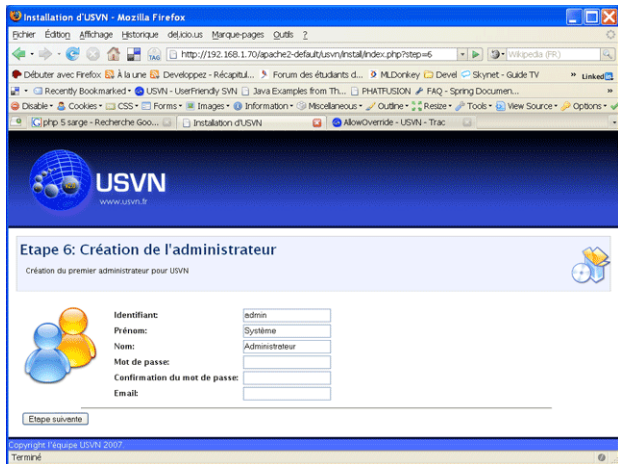 Installation d'USVN - Mozilla Firefox
Fichier Édition Affichage Historique del.icio.us Marque-pages Outils ?
TAG http://192.168.1.70/apache2-default/usvn/install/index.php?step=6 Wikipedia (FR)
Débuter avec Firefox À la une Developpez - Récapitul... Forum des étudiants d... MLDonkey Devel Skynet - Guide TV » Linked
Recently Bookmarked USVN - UserFriendly SVN Java Examples from Th... PHATFUSION FAQ - Spring Documen... »
Disable Cookies CSS Forms Images Information Miscellaneous Outline Resize Tools View Source Options
php 5 sarge - Recherche Goo... Installation d'USVN AllowOverride - USVN - Trac
USVN
www.usvn.fr
Etape 6: Création de l'administrateur
Création du premier administrateur pour USVN
Identifiant: admin
Prénom: Système
Nom: Administrateur
Mot de passe:
Confirmation du mot de passe:
Email:
Etape suivante
Copyright l'équipe USVN 2007
Terminé